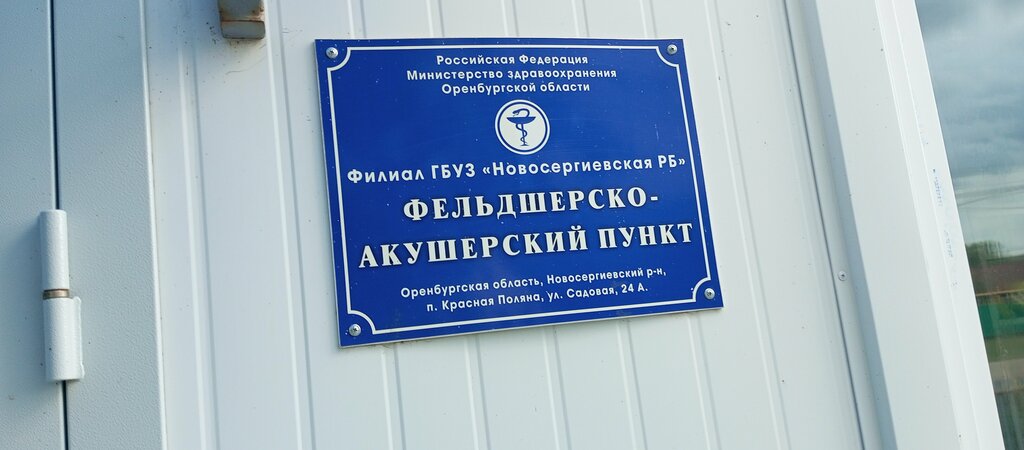 Российская Федерация
Министерство здравоохранения
Оренбургской области
Филиал ГБУЗ «Новосергиевская РБ»
ФЕЛЬДШЕРСКО-
АКУШЕРСКИЙ ПУНКТ
Оренбургская область, Новосергиевский р-н,
п. Красная Поляна, ул. Садовая, 24 А.